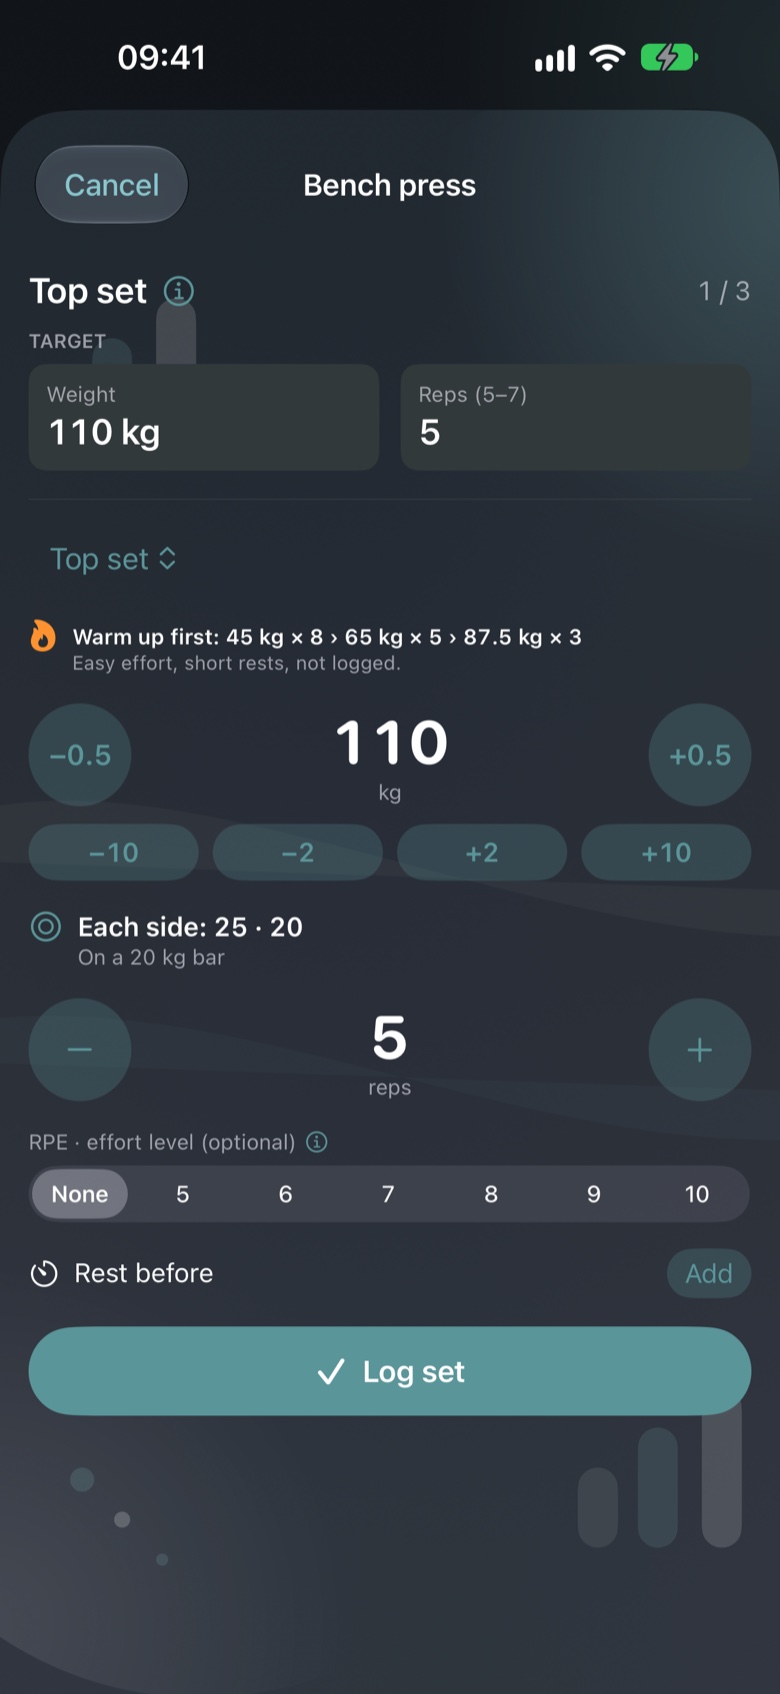 09:41
Cancel
Bench press
Top set
1 / 3
TARGET
Weight
110 kg
Reps (5–7)
5
Top set
Warm up first: 45 kg × 8 › 65 kg × 5 › 87.5 kg × 3
Easy effort, short rests, not logged.
−0.5
110
kg
+0.5
−10
−2
+2
+10
Each side: 25 · 20
On a 20 kg bar
−
5
reps
+
RPE · effort level (optional)
None 5 6 7 8 9 10
Rest before
Add
Log set